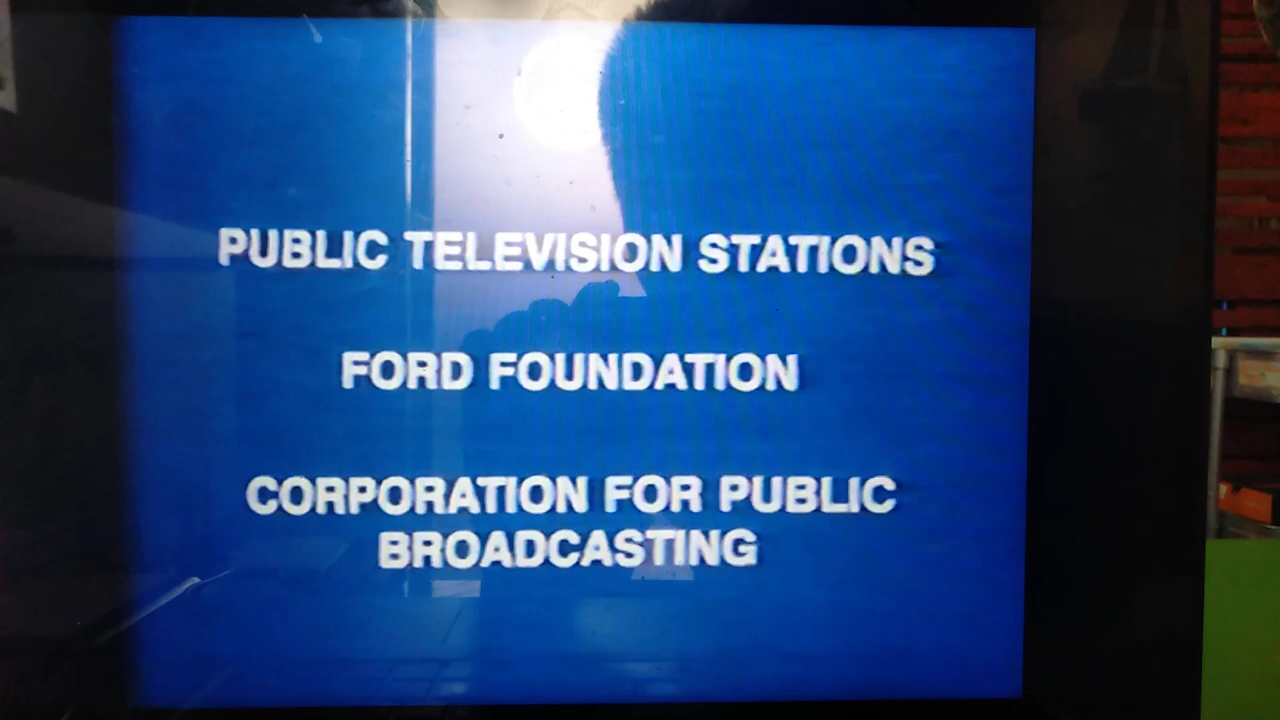 PUBLIC TELEVISION STATIONS
FORD FOUNDATION
CORPORATION FOR PUBLIC
BROADCASTING